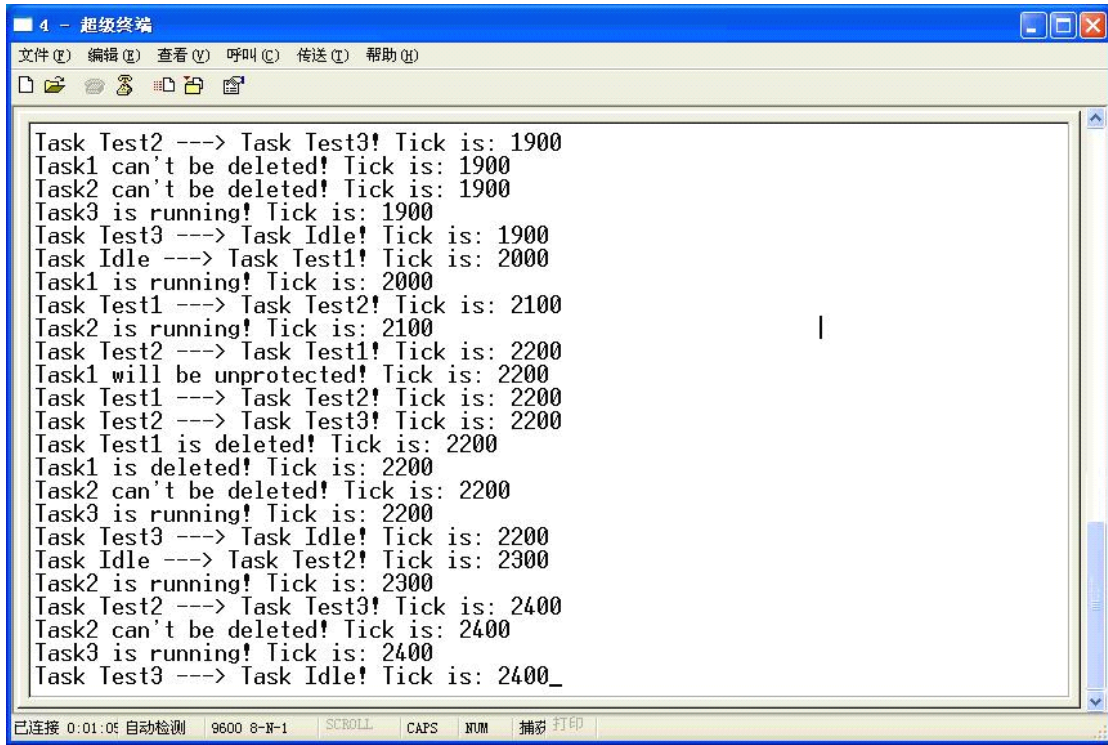 4 - 超级终端
文件(F) 编辑(E) 查看(V) 呼叫(C) 传送(T) 帮助(H)
Task Test2 ---> Task Test3! Tick is: 1900
Task1 can't be deleted! Tick is: 1900
Task2 can't be deleted! Tick is: 1900
Task3 is running! Tick is: 1900
Task Test3 ---> Task Idle! Tick is: 1900
Task Idle ---> Task Test1! Tick is: 2000
Task1 is running! Tick is: 2000
Task Test1 ---> Task Test2! Tick is: 2100
Task2 is running! Tick is: 2100
Task Test2 ---> Task Test1! Tick is: 2200
Task1 will be unprotected! Tick is: 2200
Task Test1 ---> Task Test2! Tick is: 2200
Task Test2 ---> Task Test3! Tick is: 2200
Task Test1 is deleted! Tick is: 2200
Task1 is deleted! Tick is: 2200
Task2 can't be deleted! Tick is: 2200
Task3 is running! Tick is: 2200
Task Test3 ---> Task Idle! Tick is: 2200
Task Idle ---> Task Test2! Tick is: 2300
Task2 is running! Tick is: 2300
Task Test2 ---> Task Test3! Tick is: 2400
Task2 can't be deleted! Tick is: 2400
Task3 is running! Tick is: 2400
Task Test3 ---> Task Idle! Tick is: 2400_
已连接 0:01:05 自动检测 9600 8-N-1 SCROLL CAPS NUM 捕 打印